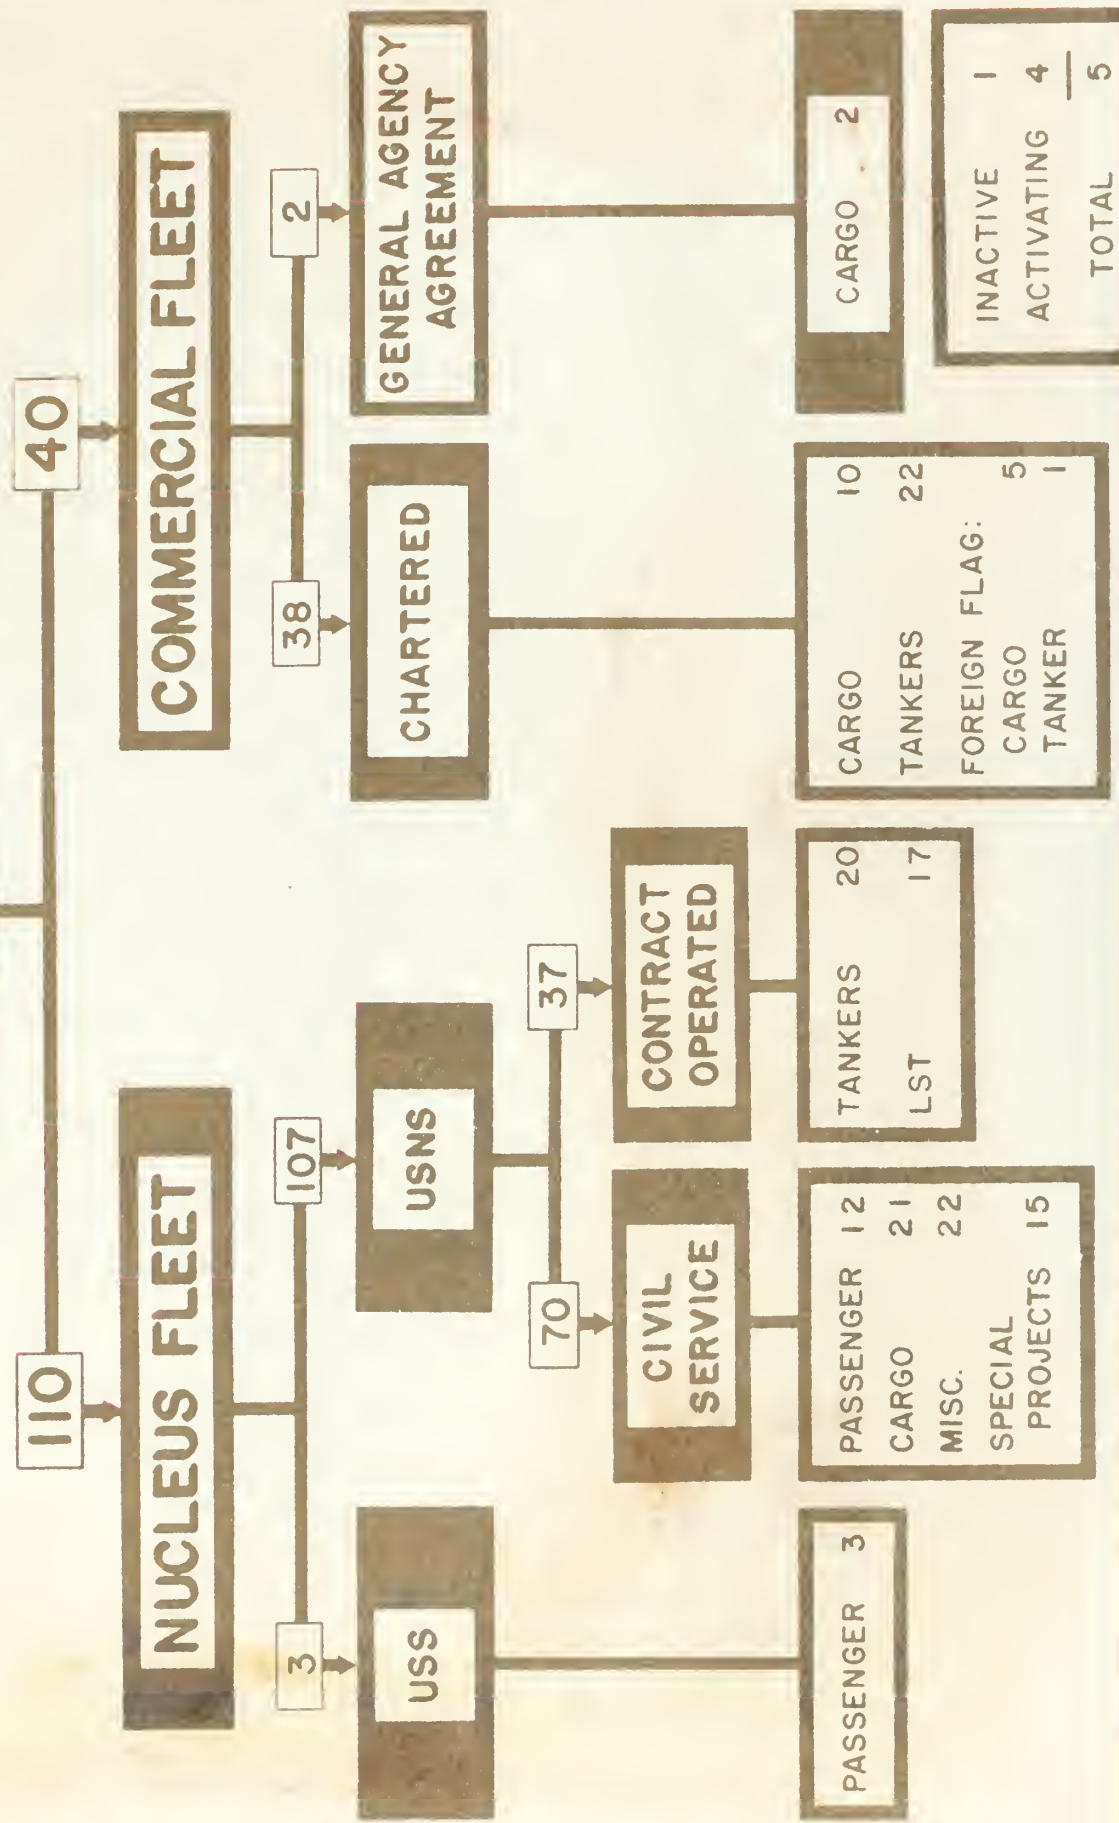 110
40
NUCLEUS FLEET
COMMERCIAL FLEET
3
107
38
2
USS
USNS
CHARTERED
GENERAL AGENCY
AGREEMENT
70
37
CIVIL
SERVICE
CONTRACT
OPERATED
PASSENGER 3
PASSENGER 12
CARGO 21
MISC. 22
SPECIAL
PROJECTS 15
TANKERS 20
LST 17
CARGO 10
TANKERS 22
FOREIGN FLAG:
CARGO 5
TANKER 1
CARGO 2
INACTIVE 1
ACTIVATING 4
TOTAL 5